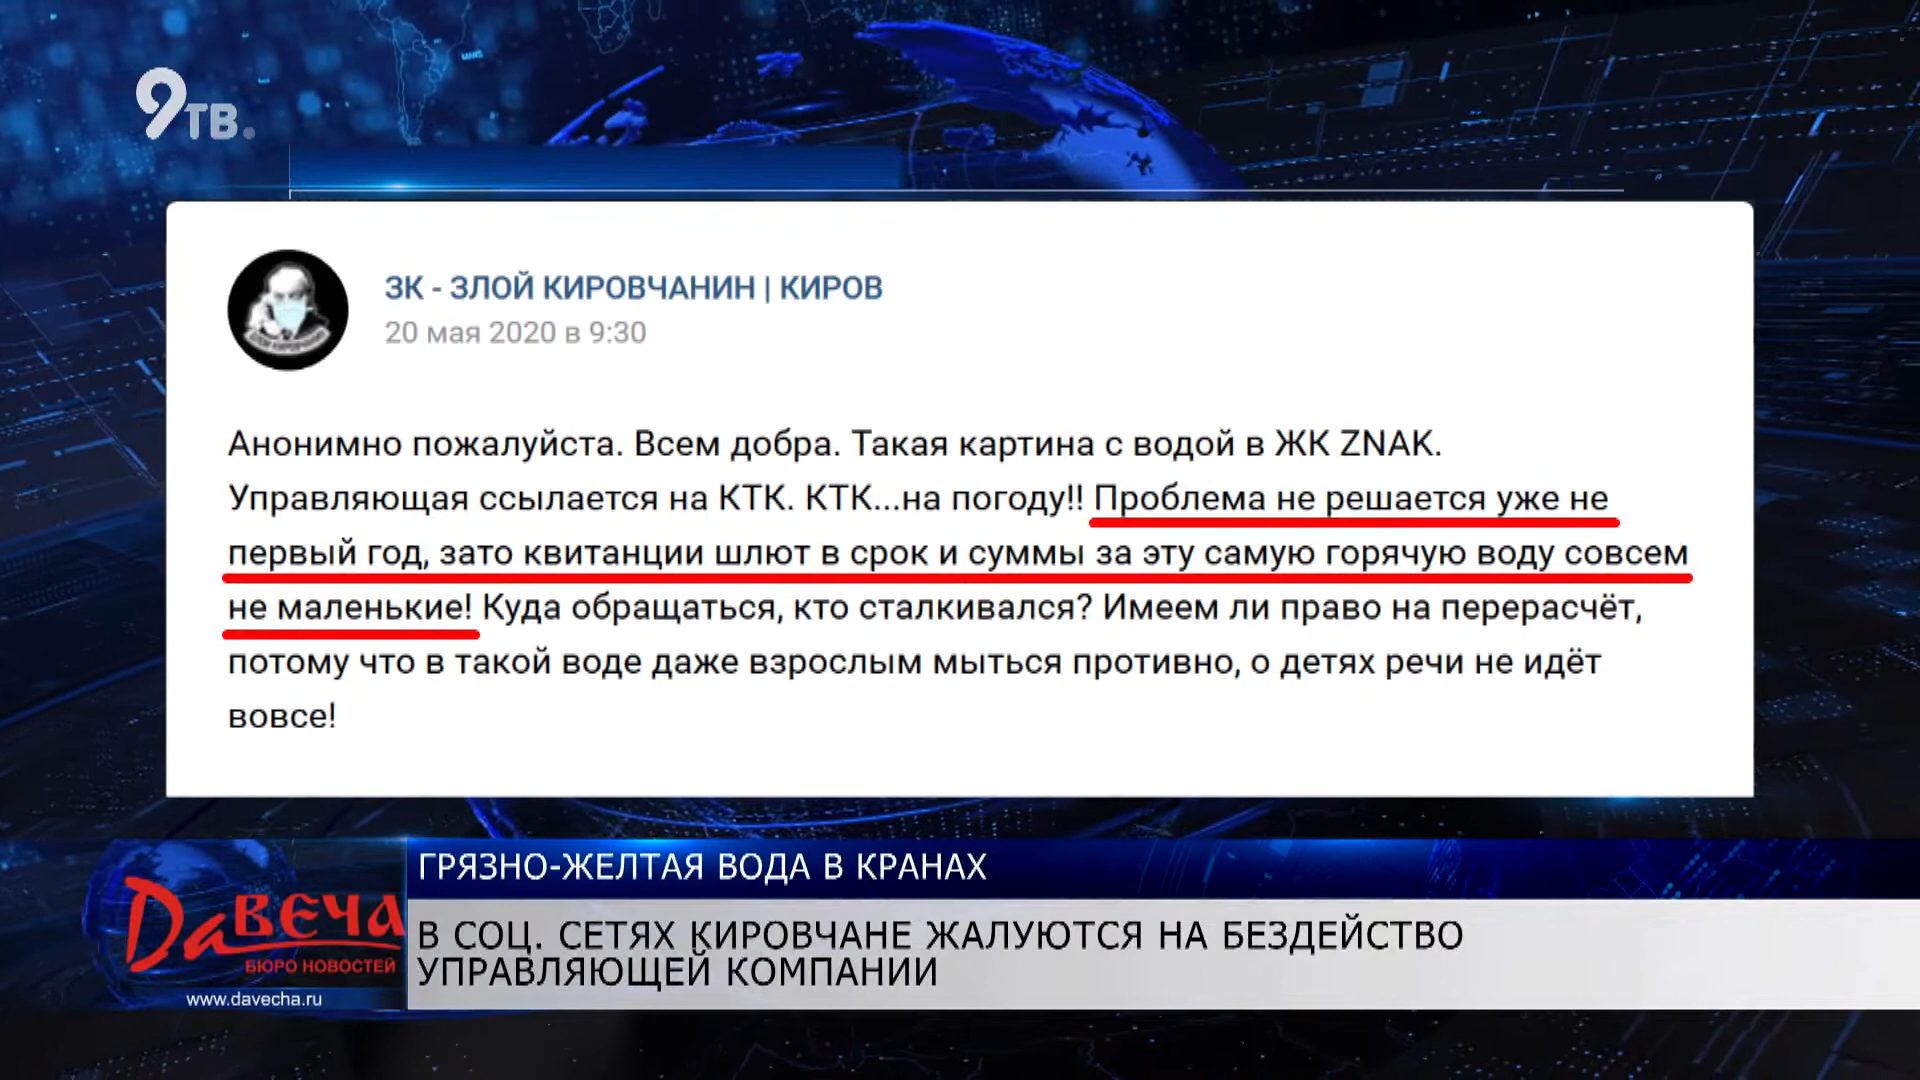 9ТВ.
ЗК - ЗЛОЙ КИРОВЧАНИН | КИРОВ
20 мая 2020 в 9:30
ЗЛОЙ КИРОВЧАНИН
Анонимно пожалуйста. Всем добра. Такая картина с водой в ЖК ZNAK.
Управляющая ссылается на КТК. КТК...на погоду!! Проблема не решается уже не
первый год, зато квитанции шлют в срок и суммы за эту самую горячую воду совсем
не маленькие! Куда обращаться, кто сталкивался? Имеем ли право на перерасчёт,
потому что в такой воде даже взрослым мыться противно, о детях речи не идёт
вовсе!
ГРЯЗНО-ЖЕЛТАЯ ВОДА В КРАНАХ
В СОЦ. СЕТЯХ КИРОВЧАНЕ ЖАЛУЮТСЯ НА БЕЗДЕЙСТВО
УПРАВЛЯЮЩЕЙ КОМПАНИИ
ДаВЕЧА
БЮРО НОВОСТЕЙ
www.davecha.ru